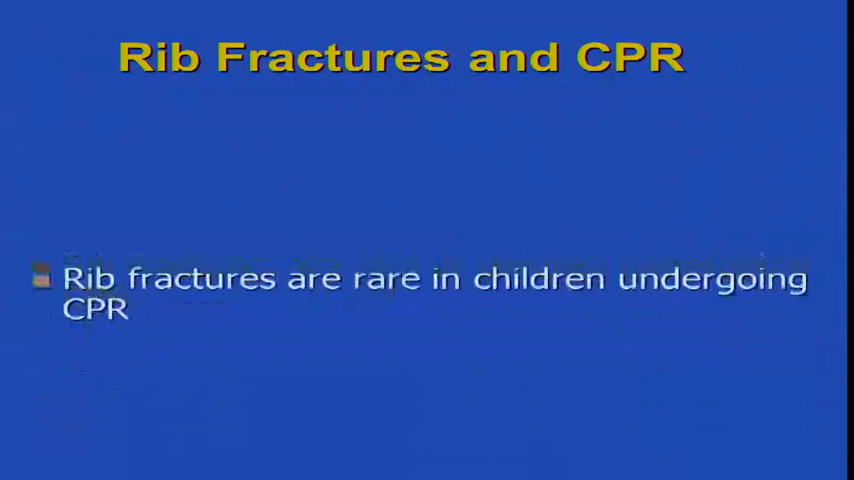 Rib Fractures and CPR
Rib fractures are rare in children undergoing
CPR